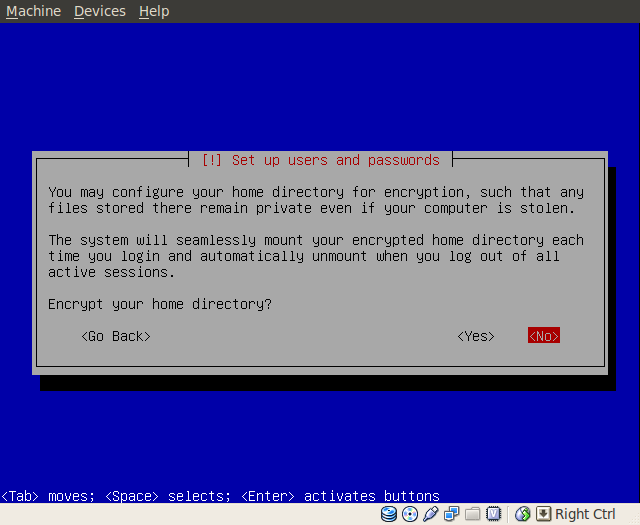 Machine Devices Help
[!] Set up users and passwords
You may configure your home directory for encryption, such that any
files stored there remain private even if your computer is stolen.
The system will seamlessly mount your encrypted home directory each
time you login and automatically unmount when you log out of all
active sessions.
Encrypt your home directory?
<Go Back> <Yes> <No>
<Tab> moves; <Space> selects; <Enter> activates buttons
Right Ctrl